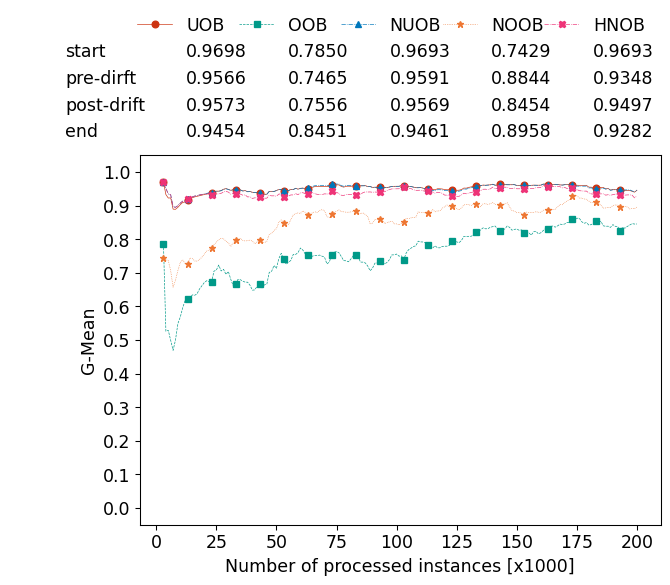 UOB OOB NUOB NOOB HNOB
start 0.9698 0.7850 0.9693 0.7429 0.9693
pre-dirft 0.9566 0.7465 0.9591 0.8844 0.9348
post-drift 0.9573 0.7556 0.9569 0.8454 0.9497
end 0.9454 0.8451 0.9461 0.8958 0.9282
1.0
0.9
0.8
0.7
0.6
0.5
0.4
0.3
0.2
0.1
0.0
G-Mean
0 25 50 75 100 125 150 175 200
Number of processed instances [x1000]